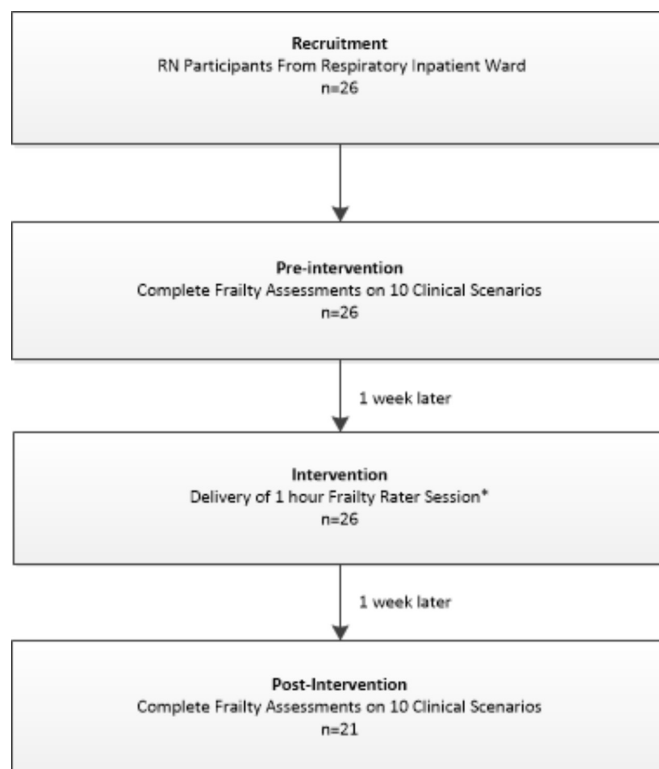 Recruitment
RN Participants From Respiratory Inpatient Ward
n=26
Pre-intervention
Complete Frailty Assessments on 10 Clinical Scenarios
n=26
1 week later
Intervention
Delivery of 1 hour Frailty Rater Session*
n=26
1 week later
Post-Intervention
Complete Frailty Assessments on 10 Clinical Scenarios
n=21